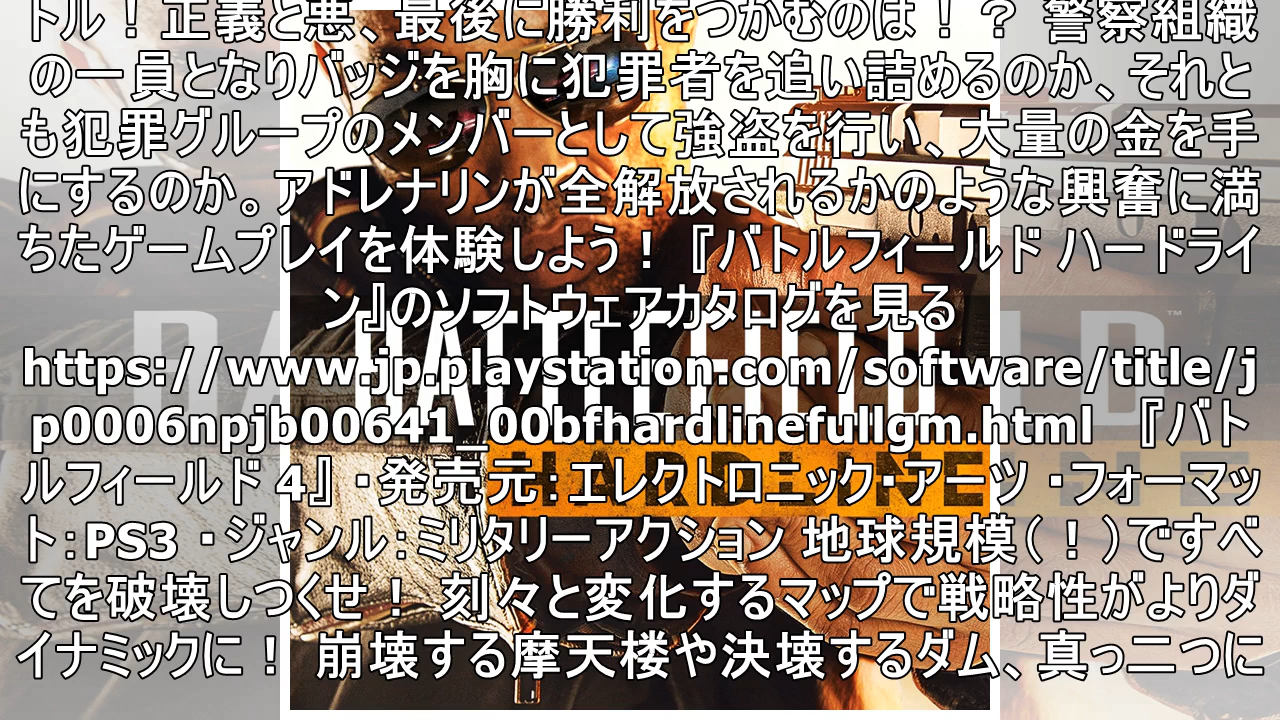 トル！正義と悪、最後に勝利をつかむのは！？ 警察組織
の一員となりバッジを胸に犯罪者を追い詰めるのか、それと
も犯罪グループのメンバーとして強盗を行い、大量の金を手
にするのか。アドレナリンが全解放されるかのような興奮に満
ちたゲームプレイを体験しよう！『バトルフィールド ハードライ
ン』のソフトウェアカタログを見る
https://www.jp.playstation.com/software/title/j
p0006npjb00641_00bfhardlinefullgm.html 『バト
ルフィールド 4』 ・発売元：エレクトロニック・アーツ ・フォーマッ
ト：PS3 ・ジャンル：ミリタリーアクション 地球規模（！）ですべ
てを破壊しつくせ！ 刻々と変化するマップで戦略性がよりダ
イナミックに！ 崩壊する摩天楼や決壊するダム、真っ二つに
BATTLEFIELD
HARDLINE